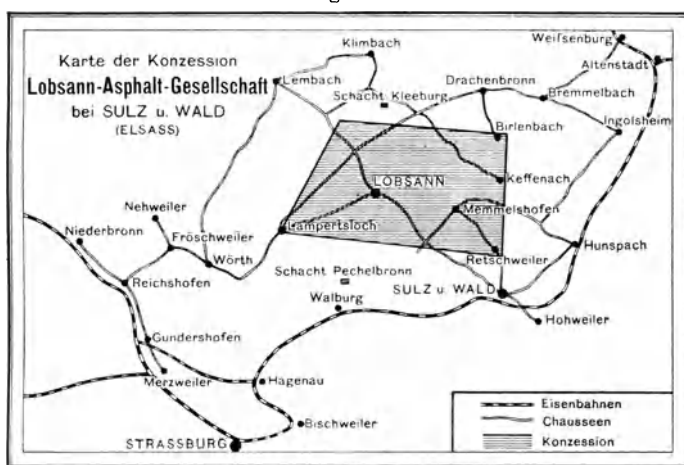 Karte der Konzession
Lobsann-Asphalt-Gesellschaft
bei SULZ u. WALD
(ELSASS)
Klimbach
Weifsenburg
Altenstadt
Lembach
Drachenbronn
Schacht Kleeburg
Bremmelbach
Ingolsheim
Birlenbach
LOBSANN
Keffenach
Nehweiler
Memmelshofen
Niederbronn
Fröschweiler
Lampertsloch
Hunspach
Wörth
Retschweiler
Reichshofen
Schacht Pechelbronn
SULZ u. WALD
Walburg
Hohweiler
Gundershofen
Merzweiler
Hagenau
Eisenbahnen
Bischweiler
Chausseen
STRASSBURG
Konzession